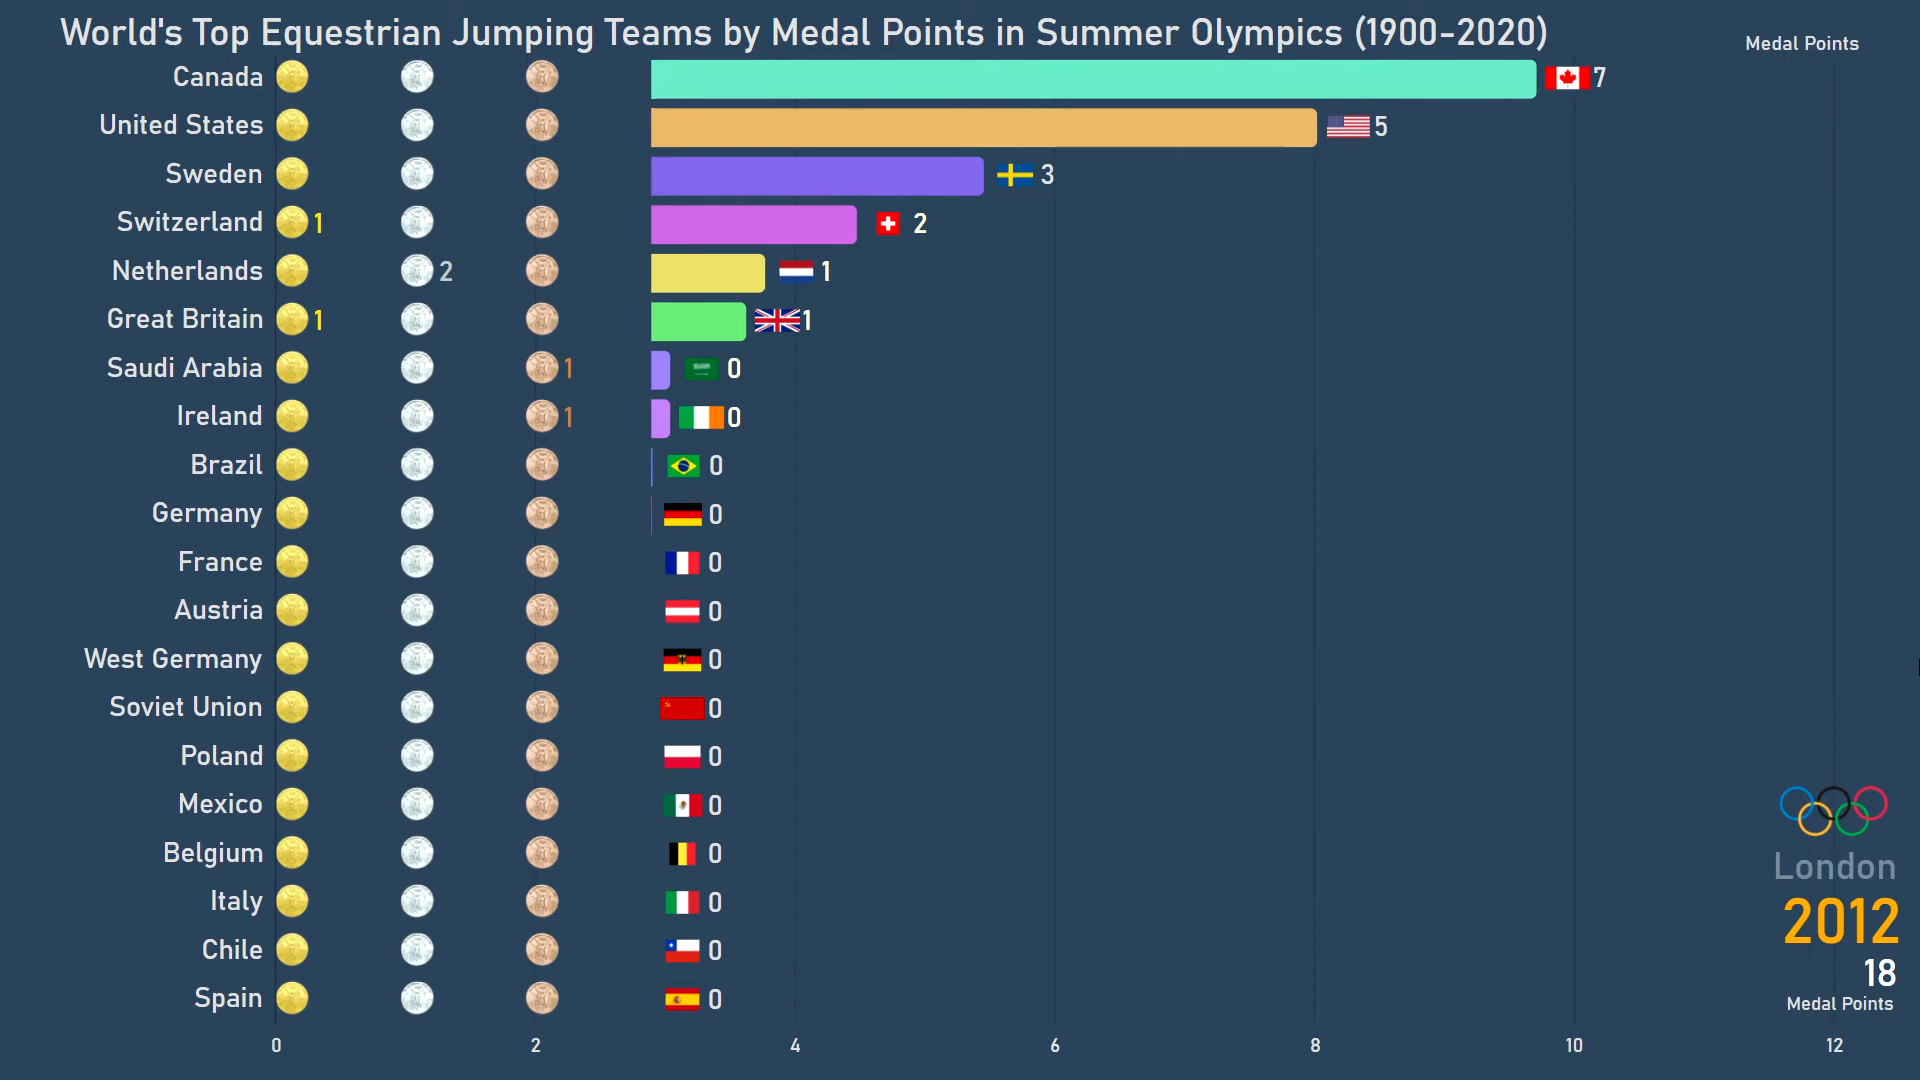 World's Top Equestrian Jumping Teams by Medal Points in Summer Olympics (1900-2020)
Medal Points
Canada 7
United States 5
Sweden 3
Switzerland 1 2
Netherlands 2 1
Great Britain 1 1
Saudi Arabia 1 0
Ireland 1 0
Brazil 0
Germany 0
France 0
Austria 0
West Germany 0
Soviet Union 0
Poland 0
Mexico 0
Belgium 0
Italy 0
Chile 0
Spain 0
London
2012
18
Medal Points
0 2 4 6 8 10 12